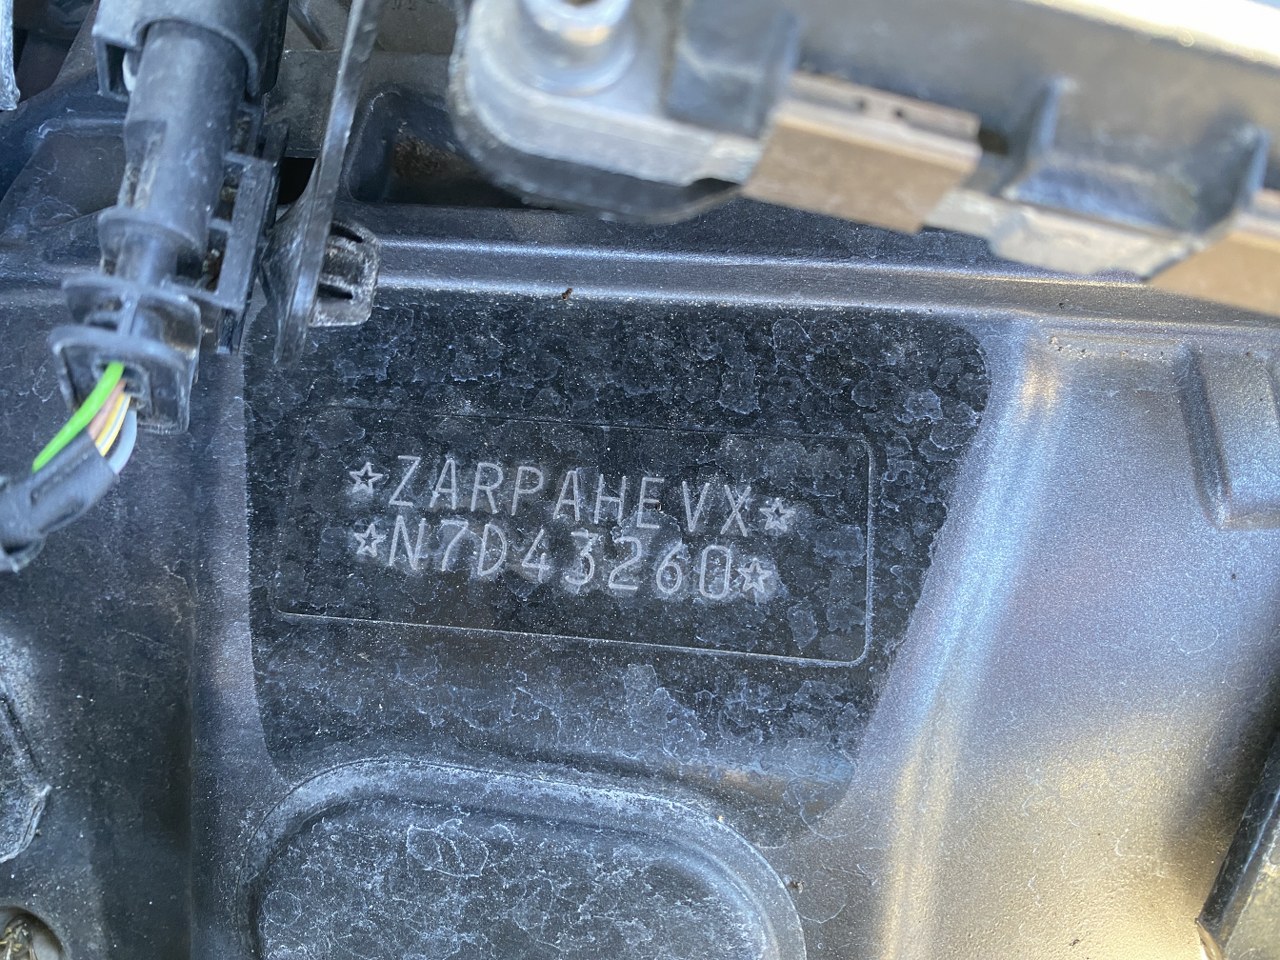 ☆ZARPAHEVX☆
☆N7D43260☆